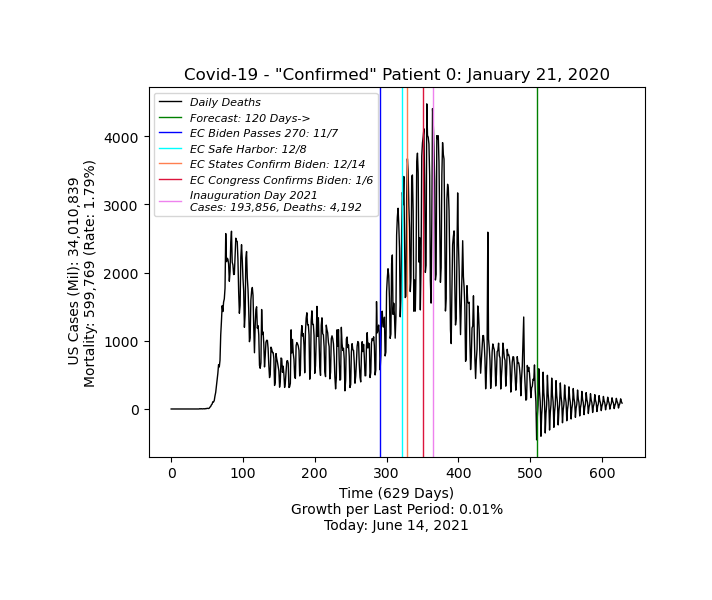 Covid-19 - "Confirmed" Patient 0: January 21, 2020
US Cases (Mil): 34,010,839
Mortality: 599,769 (Rate: 1.79%)
4000
3000
2000
1000
0
Daily Deaths
Forecast: 120 Days->
EC Biden Passes 270: 11/7
EC Safe Harbor: 12/8
EC States Confirm Biden: 12/14
EC Congress Confirms Biden: 1/6
Inauguration Day 2021
Cases: 193,856, Deaths: 4,192
0 100 200 300 400 500 600
Time (629 Days)
Growth per Last Period: 0.01%
Today: June 14, 2021